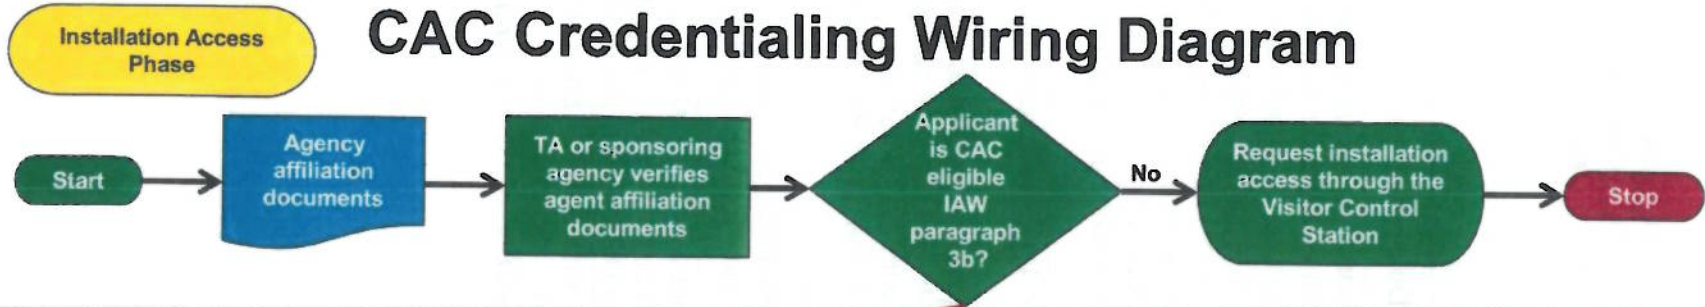 Installation Access
Phase
CAC Credentialing Wiring Diagram
Start
Agency
affiliation
documents
TA or sponsoring
agency verifies
agent affiliation
documents
Applicant
is CAC
eligible
IAW
paragraph
3b?
No
Request installation
access through the
Visitor Control
Station
Stop